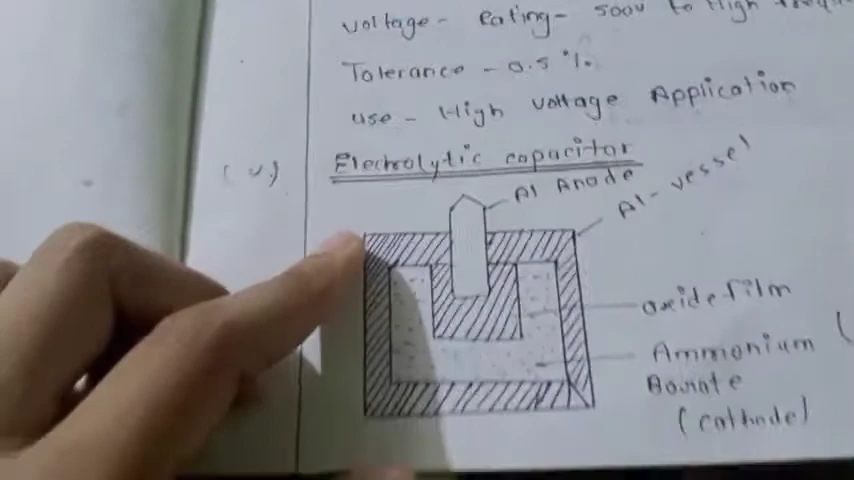 voltage - Rating - 500V to High
Tolerance - 0.5 %.
use - High voltage Application
(v) Electrolytic capacitor
Al Anode
Al-vessel
oxide film
Ammonium (
Borate
(cathode)